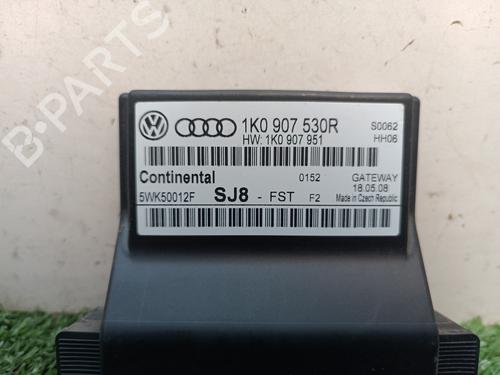 1K0 907 530R
S0062
HW: 1K0 907 951
HH06
Continental
0152
GATEWAY
5WK50012F
SJ8 - FST F2
18.05.08
Made in Czech Republic
B-PARTS